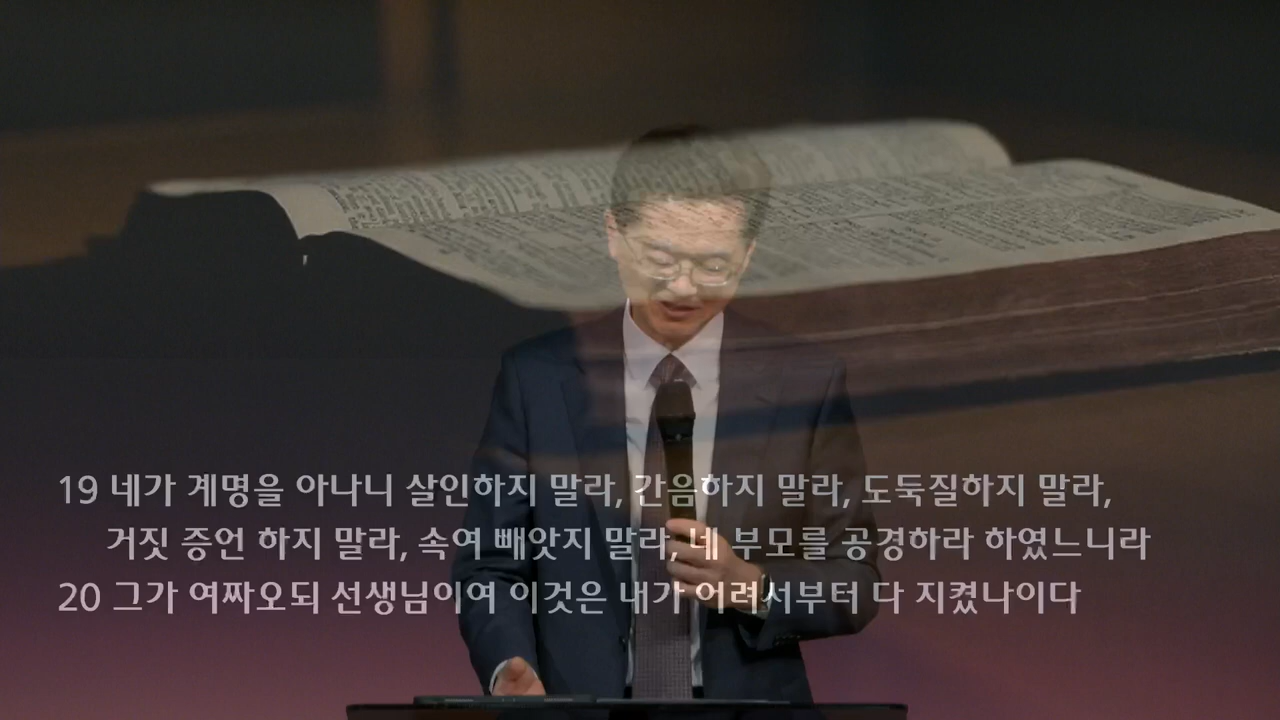 19 네가 계명을 아나니 살인하지 말라, 간음하지 말라, 도둑질하지 말라,
거짓 증언 하지 말라, 속여 빼앗지 말라, 네 부모를 공경하라 하였느니라
20 그가 여짜오되 선생님이여 이것은 내가 어려서부터 다 지켰나이다